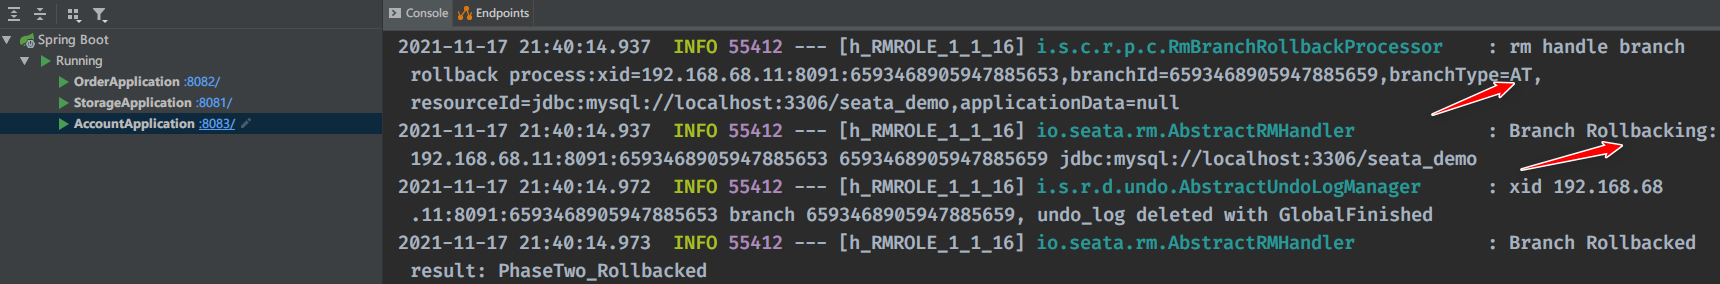 Console Endpoints
Spring Boot
Running
OrderApplication :8082/
StorageApplication :8081/
AccountApplication :8083/
2021-11-17 21:40:14.937  INFO 55412 --- [h_RMROLE_1_1_16] i.s.c.r.p.c.RmBranchRollbackProcessor    : rm handle branch
rollback process:xid=192.168.68.11:8091:6593468905947885653,branchId=6593468905947885659,branchType=AT,
resourceId=jdbc:mysql://localhost:3306/seata_demo,applicationData=null
2021-11-17 21:40:14.937  INFO 55412 --- [h_RMROLE_1_1_16] io.seata.rm.AbstractRMHandler            : Branch Rollbacking:
192.168.68.11:8091:6593468905947885653 6593468905947885659 jdbc:mysql://localhost:3306/seata_demo
2021-11-17 21:40:14.972  INFO 55412 --- [h_RMROLE_1_1_16] i.s.r.d.undo.AbstractUndoLogManager      : xid 192.168.68
.11:8091:6593468905947885653 branch 6593468905947885659, undo_log deleted with GlobalFinished
2021-11-17 21:40:14.973  INFO 55412 --- [h_RMROLE_1_1_16] io.seata.rm.AbstractRMHandler            : Branch Rollbacked
result: PhaseTwo_Rollbacked